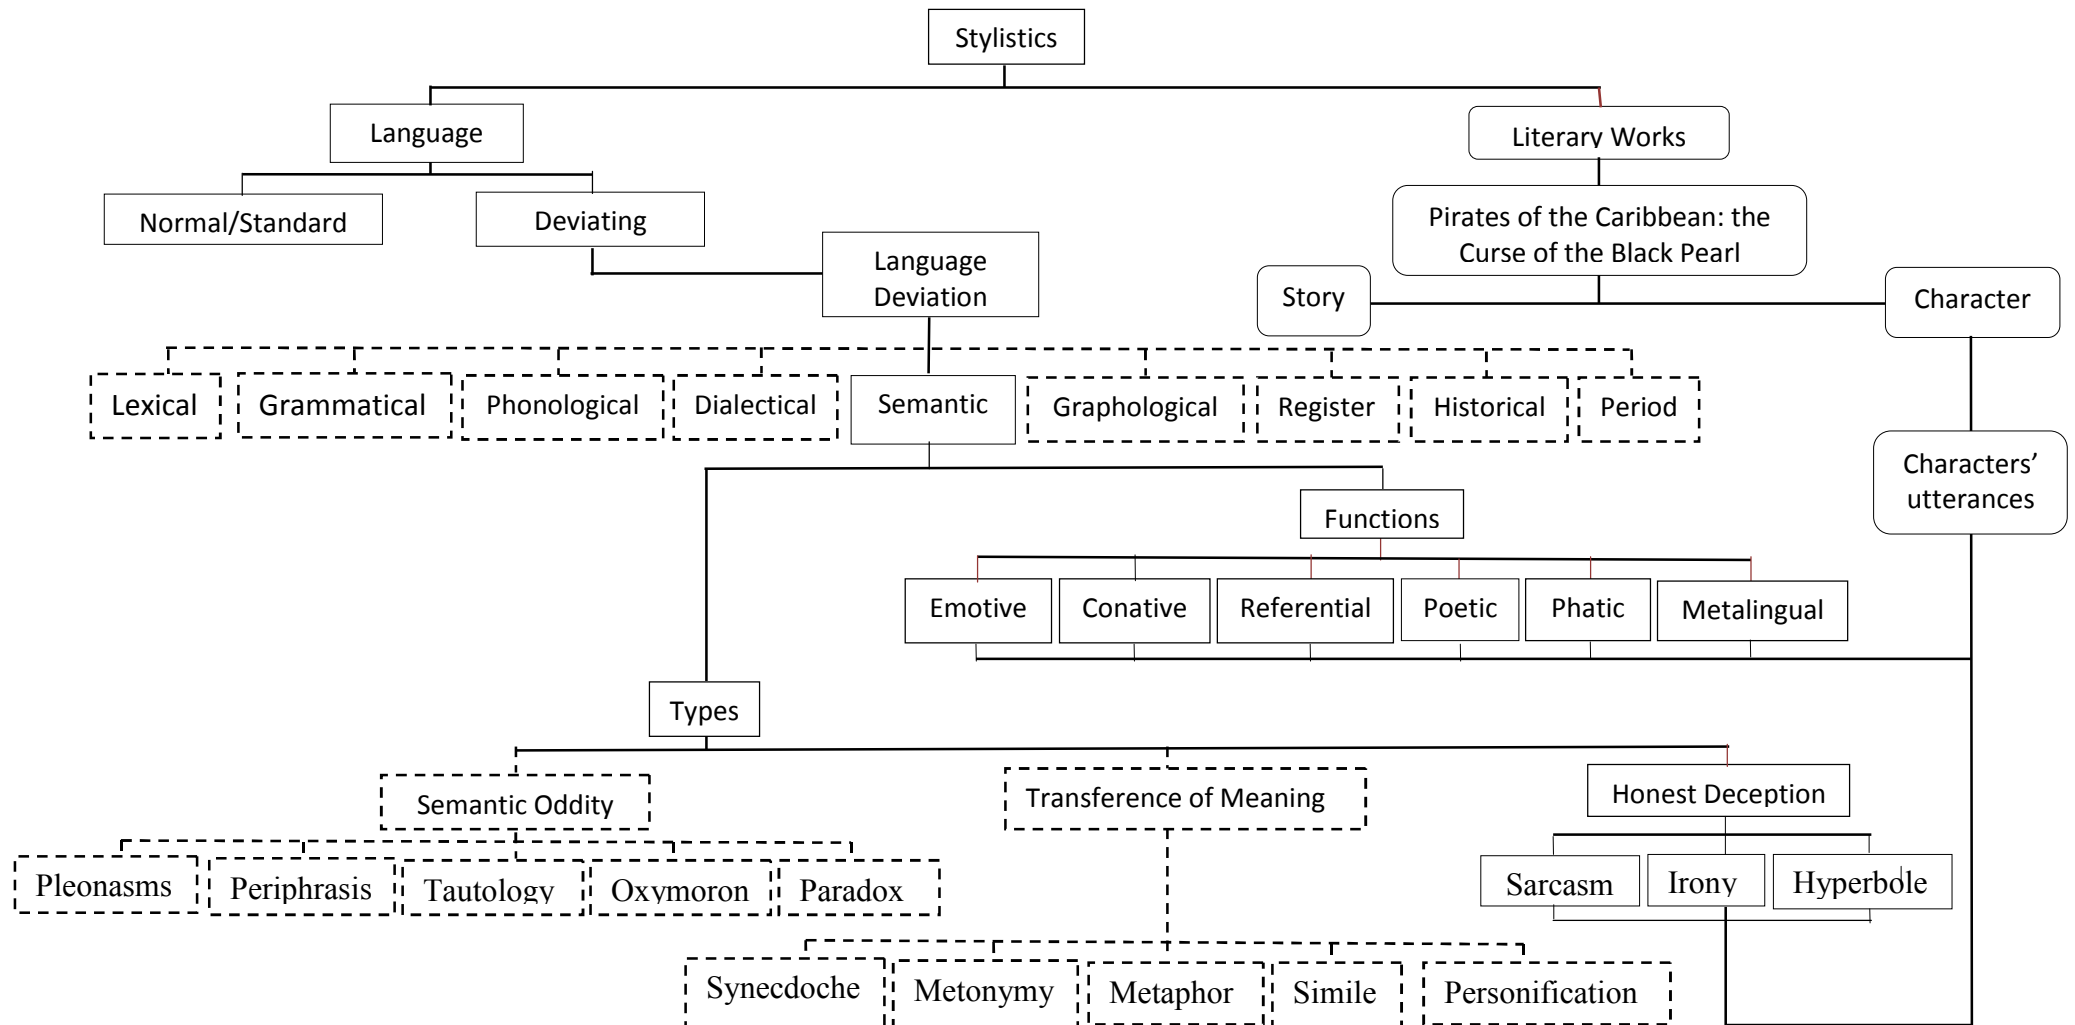 Stylistics
Language
Literary Works
Normal/Standard
Deviating
Pirates of the Caribbean: the
Curse of the Black Pearl
Language
Deviation
Story
Character
Lexical
Grammatical
Phonological
Dialectical
Semantic
Graphological
Register
Historical
Period
Characters’
utterances
Functions
Emotive
Conative
Referential
Poetic
Phatic
Metalingual
Types
Semantic Oddity
Transference of Meaning
Honest Deception
Pleonasms
Periphrasis
Tautology
Oxymoron
Paradox
Sarcasm
Irony
Hyperbole
Synecdoche
Metonymy
Metaphor
Simile
Personification